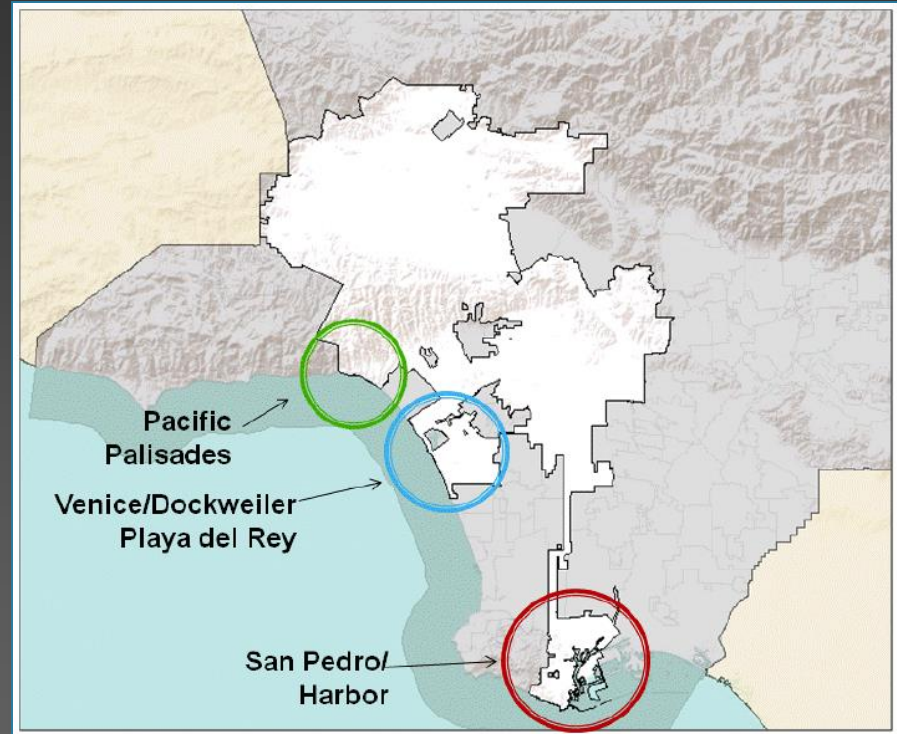 Pacific
Palisades
Venice/Dockweiler
Playa del Rey
San Pedro/
Harbor